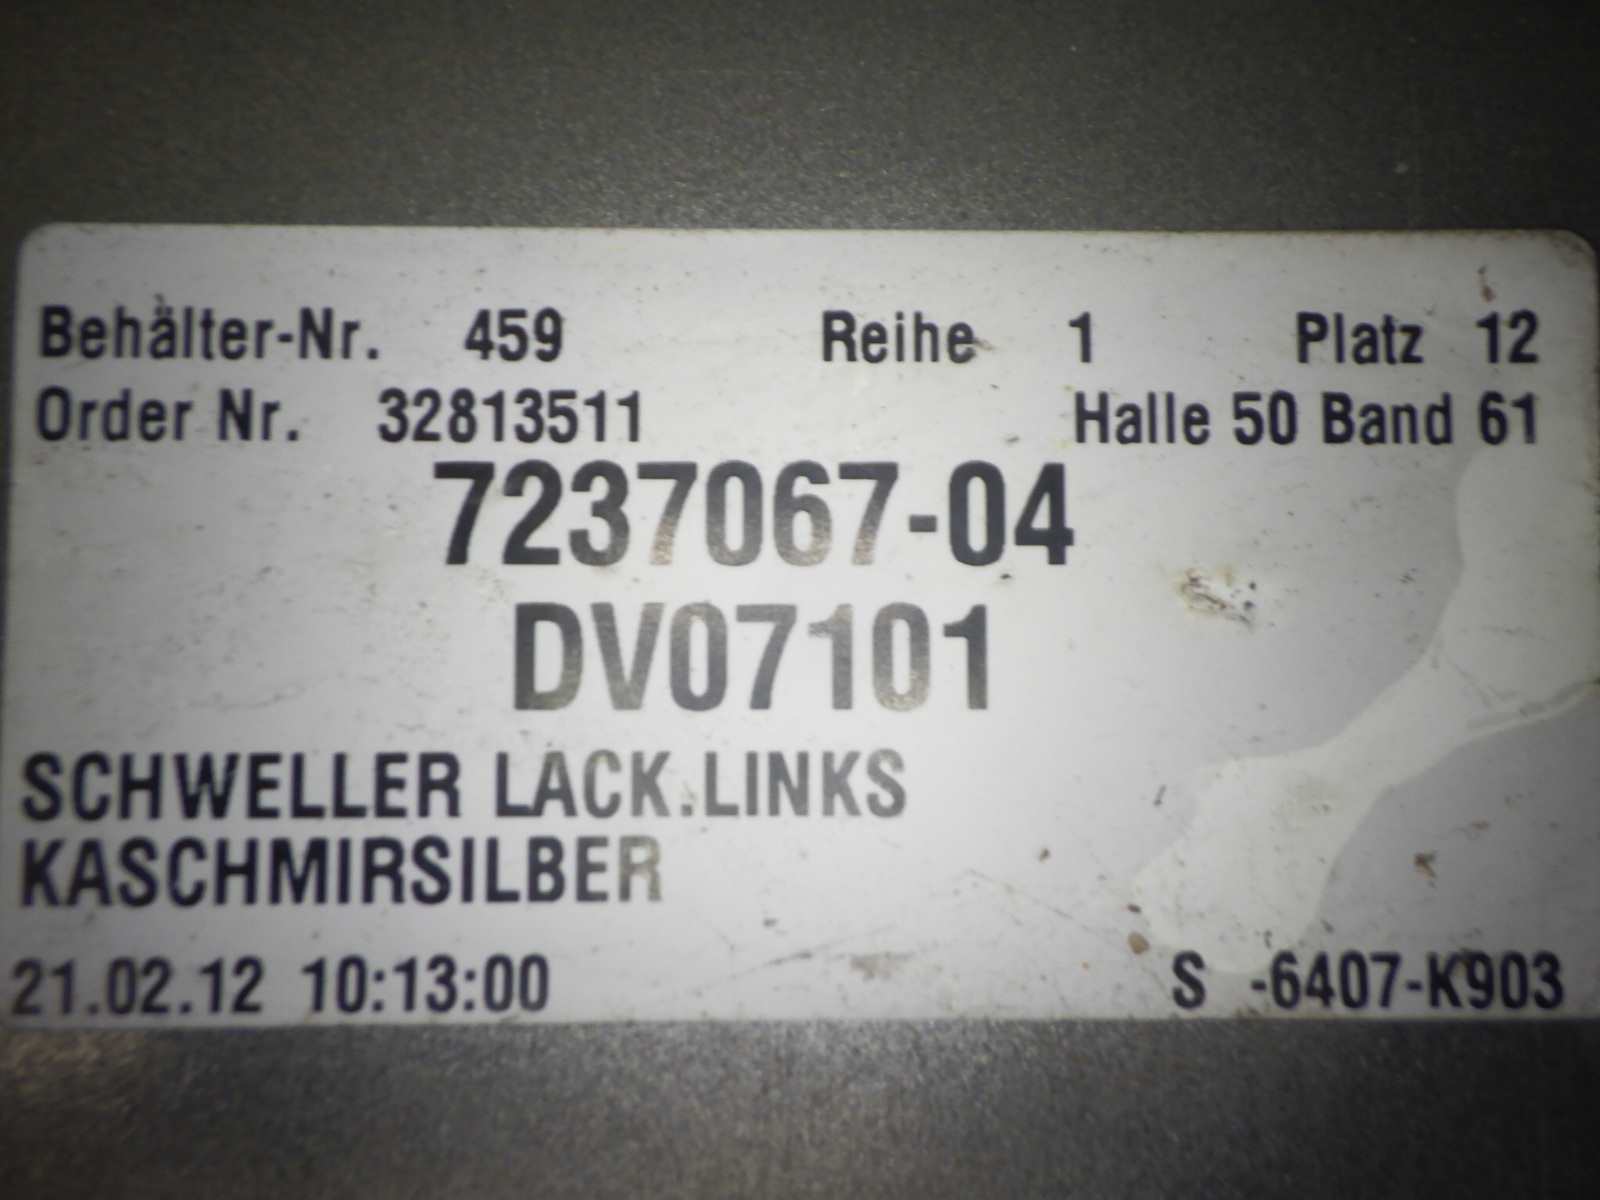 Behälter-Nr. 459 Reihe 1 Platz 12
Order Nr. 32813511 Halle 50 Band 61
7237067-04
DV07101
SCHWELLER LACK.LINKS
KASCHMIRSILBER
21.02.12 10:13:00 S -6407-K903